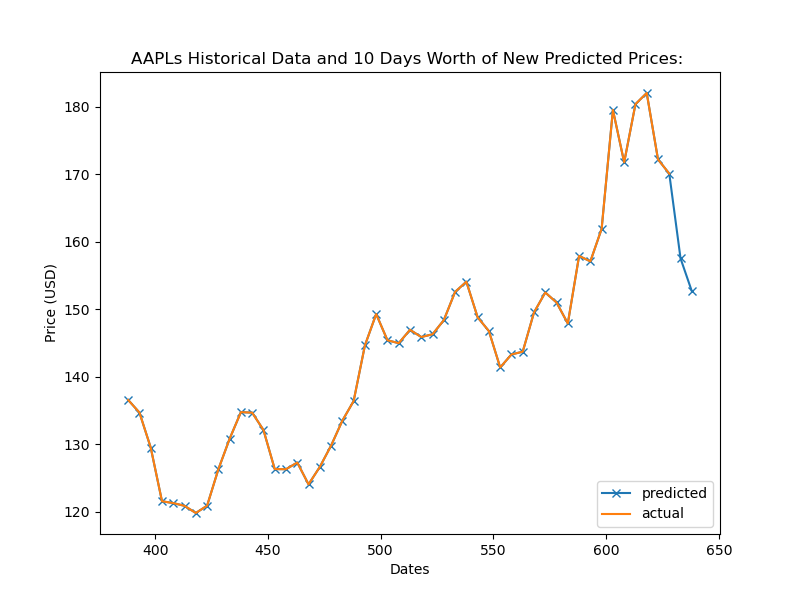 AAPLs Historical Data and 10 Days Worth of New Predicted Prices:
180
170
160
150
140
130
120
Price (USD)
400
450
500
550
600
650
Dates
predicted
actual